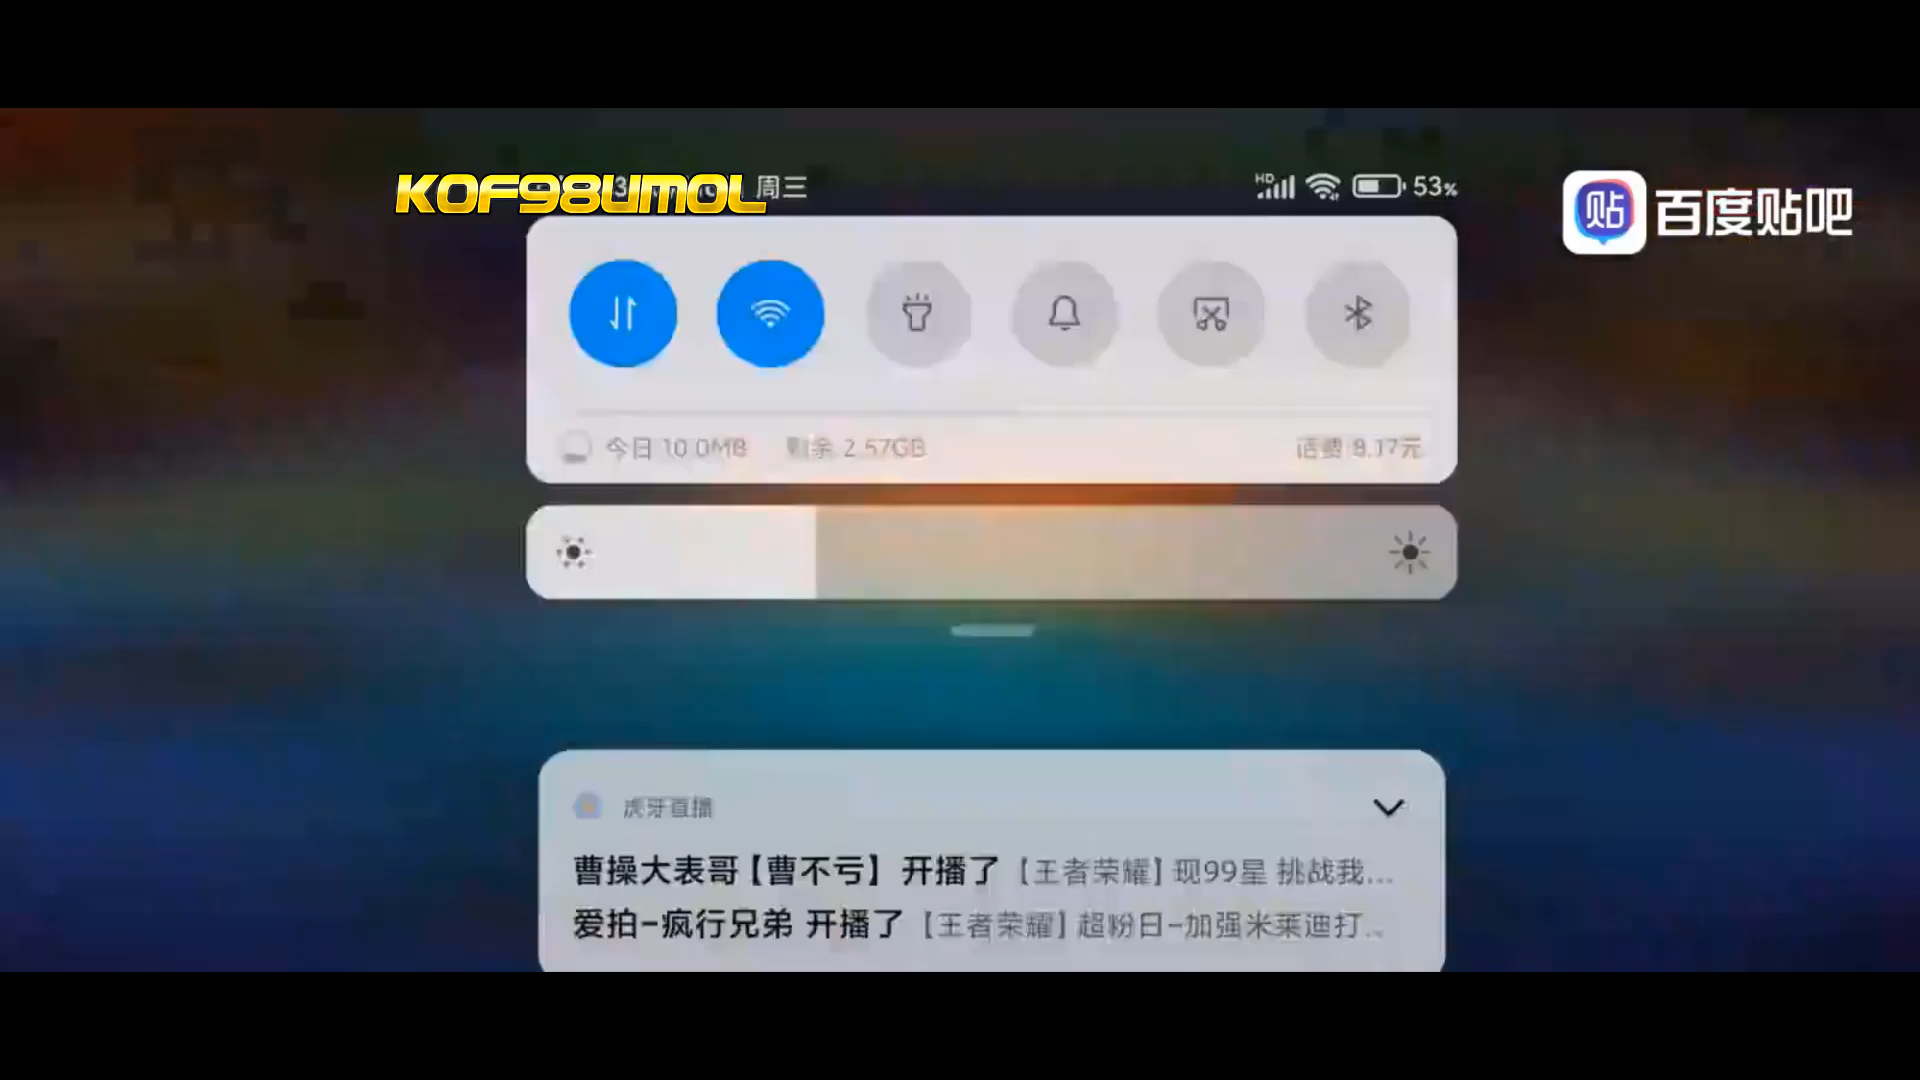 KOF98UMOL 周三
HD 53%
贴 百度贴吧
今日 10.0MB 剩余 2.57GB 话费 8.17元
虎牙直播
曹操大表哥【曹不亏】 开播了【王者荣耀】现99星 挑战我...
爱拍-疯行兄弟 开播了【王者荣耀】超粉日-加强米莱迪打...